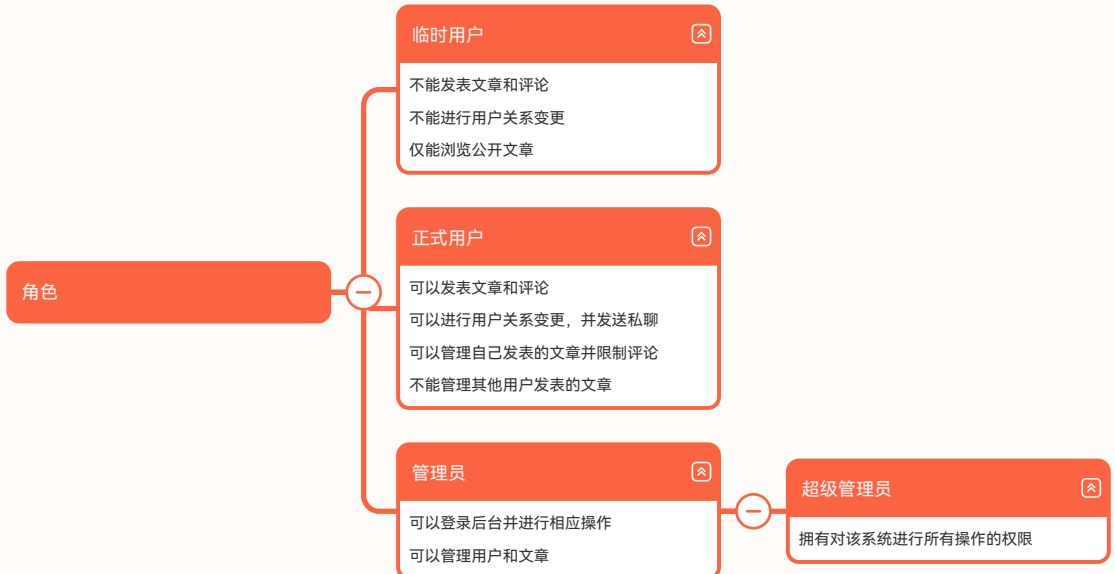 角色
临时用户
不能发表文章和评论
不能进行用户关系变更
仅能浏览公开文章
正式用户
可以发表文章和评论
可以进行用户关系变更，并发送私聊
可以管理自己发表的文章并限制评论
不能管理其他用户发表的文章
管理员
可以登录后台并进行相应操作
可以管理用户和文章
超级管理员
拥有对该系统进行所有操作的权限